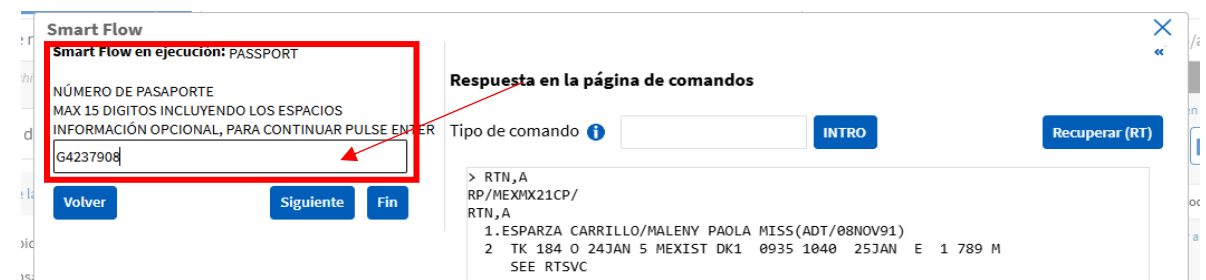 Smart Flow
Smart Flow en ejecución: PASSPORT
NÚMERO DE PASAPORTE
MAX 15 DIGITOS INCLUYENDO LOS ESPACIOS
INFORMACIÓN OPCIONAL, PARA CONTINUAR PULSE ENTER
G4237908
Volver
Siguiente
Fin
«
Respuesta en la página de comandos
Tipo de comando
INTRO
Recuperar (RT)
> RTN,A
RP/MEXMX21CP/
RTN,A
1.ESPARZA CARRILLO/MALENY PAOLA MISS(ADT/08NOV91)
2 TK 184 O 24JAN 5 MEXIST DK1 0935 1040 25JAN E 1 789 M
SEE RTSVC